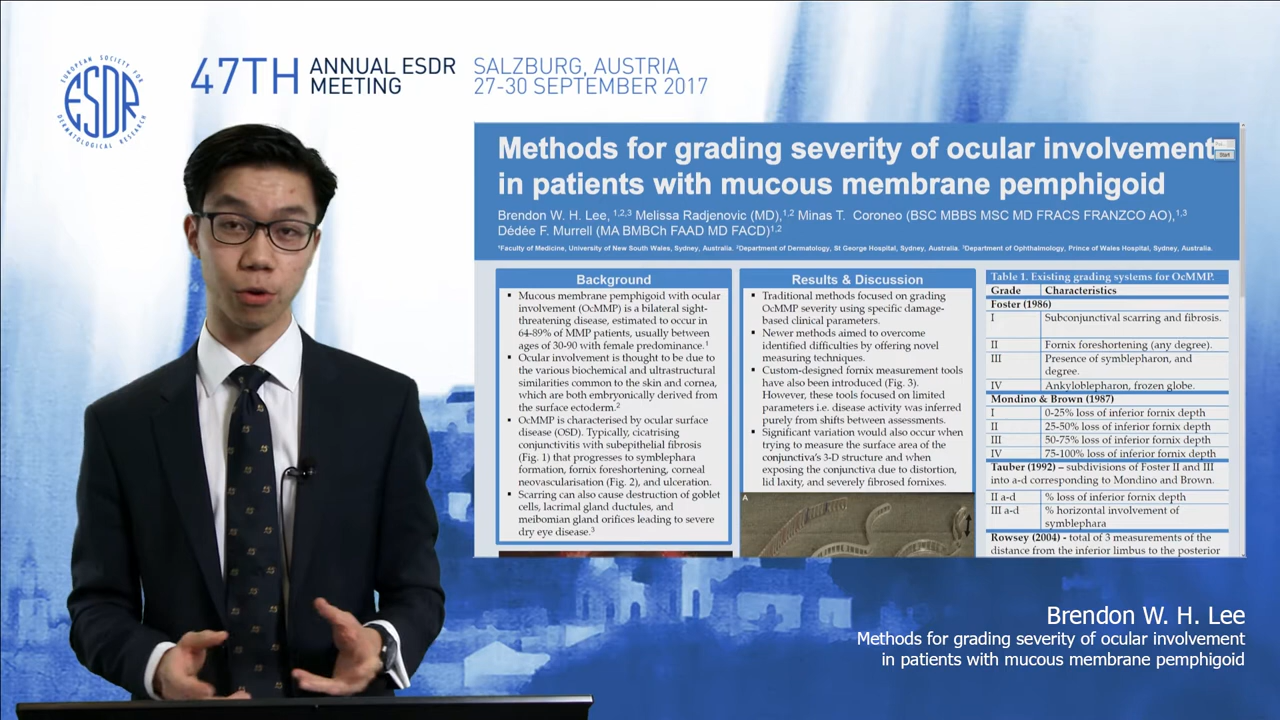 EUROPEAN SOCIETY FOR
ESDR
DERMATOLOGICAL RESEARCH
47TH ANNUAL ESDR MEETING
SALZBURG, AUSTRIA
27-30 SEPTEMBER 2017
Methods for grading severity of ocular involvement
in patients with mucous membrane pemphigoid
Start
Brendon W. H. Lee, 1,2,3 Melissa Radjenovic (MD),1,2 Minas T. Coroneo (BSC MBBS MSC MD FRACS FRANZCO AO),1,3
Dédée F. Murrell (MA BMBCh FAAD MD FACD)1,2
1Faculty of Medicine, University of New South Wales, Sydney, Australia. 2Department of Dermatology, St George Hospital, Sydney, Australia. 3Department of Ophthalmology, Prince of Wales Hospital, Sydney, Australia.
Background
▪ Mucous membrane pemphigoid with ocular
involvement (OcMMP) is a bilateral sight-
threatening disease, estimated to occur in
64-89% of MMP patients, usually between
ages of 30-90 with female predominance.1
▪ Ocular involvement is thought to be due to
the various biochemical and ultrastructural
similarities common to the skin and cornea,
which are both embryonically derived from
the surface ectoderm.2
▪ OcMMP is characterised by ocular surface
disease (OSD). Typically, cicatrising
conjunctivitis with subepithelial fibrosis
(Fig. 1) that progresses to symblephara
formation, fornix foreshortening, corneal
neovascularisation (Fig. 2), and ulceration.
▪ Scarring can also cause destruction of goblet
cells, lacrimal gland ductules, and
meibomian gland orifices leading to severe
dry eye disease.3
Results & Discussion
▪ Traditional methods focused on grading
OcMMP severity using specific damage-
based clinical parameters.
▪ Newer methods aimed to overcome
identified difficulties by offering novel
measuring techniques.
▪ Custom-designed fornix measurement tools
have also been introduced (Fig. 3).
However, these tools focused on limited
parameters i.e. disease activity was inferred
purely from shifts between assessments.
▪ Significant variation would also occur when
trying to measure the surface area of the
conjunctiva's 3-D structure and when
exposing the conjunctiva due to distortion,
lid laxity, and severely fibrosed fornixes.
A
Table 1. Existing grading systems for OcMMP.
Grade Characteristics
Foster (1986)
I Subconjunctival scarring and fibrosis.
II Fornix foreshortening (any degree).
III Presence of symblepharon, and
degree.
IV Ankyloblepharon, frozen globe.
Mondino & Brown (1987)
I 0-25% loss of inferior fornix depth
II 25-50% loss of inferior fornix depth
III 50-75% loss of inferior fornix depth
IV 75-100% loss of inferior fornix depth
Tauber (1992) – subdivisions of Foster II and III
into a-d corresponding to Mondino and Brown.
II a-d % loss of inferior fornix depth
III a-d % horizontal involvement of
symblephara
Rowsey (2004) - total of 3 measurements of the
distance from the inferior limbus to the posterior
Brendon W. H. Lee
Methods for grading severity of ocular involvement
in patients with mucous membrane pemphigoid